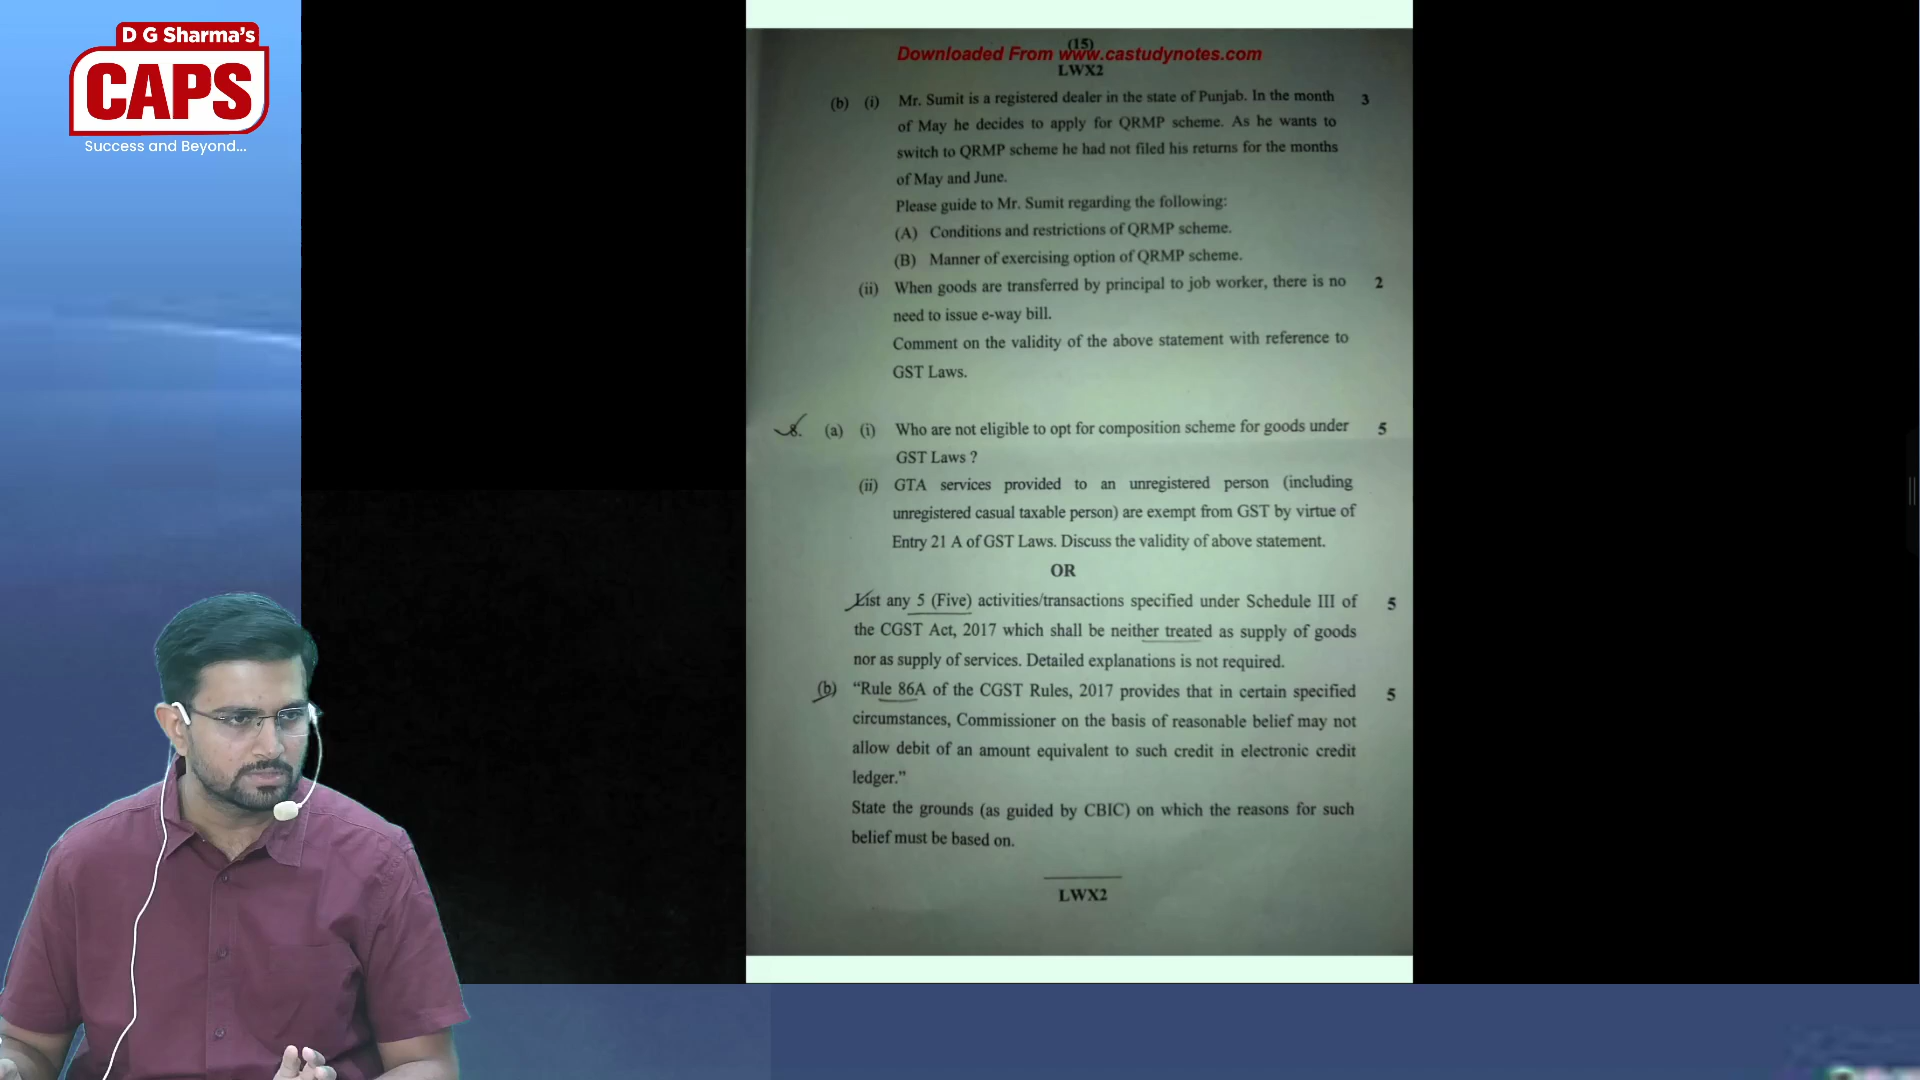 D G Sharma's
CAPS
Success and Beyond...
(15)
Downloaded From www.castudynotes.com
LWX2
(b) (i) Mr. Sumit is a registered dealer in the state of Punjab. In the month 3
of May he decides to apply for QRMP scheme. As he wants to
switch to QRMP scheme he had not filed his returns for the months
of May and June.
Please guide to Mr. Sumit regarding the following:
(A) Conditions and restrictions of QRMP scheme.
(B) Manner of exercising option of QRMP scheme.
(ii) When goods are transferred by principal to job worker, there is no 2
need to issue e-way bill.
Comment on the validity of the above statement with reference to
GST Laws.
8. (a) (i) Who are not eligible to opt for composition scheme for goods under 5
GST Laws ?
(ii) GTA services provided to an unregistered person (including
unregistered casual taxable person) are exempt from GST by virtue of
Entry 21 A of GST Laws. Discuss the validity of above statement.
OR
List any 5 (Five) activities/transactions specified under Schedule III of 5
the CGST Act, 2017 which shall be neither treated as supply of goods
nor as supply of services. Detailed explanations is not required.
(b) “Rule 86A of the CGST Rules, 2017 provides that in certain specified 5
circumstances, Commissioner on the basis of reasonable belief may not
allow debit of an amount equivalent to such credit in electronic credit
ledger.”
State the grounds (as guided by CBIC) on which the reasons for such
belief must be based on.
LWX2